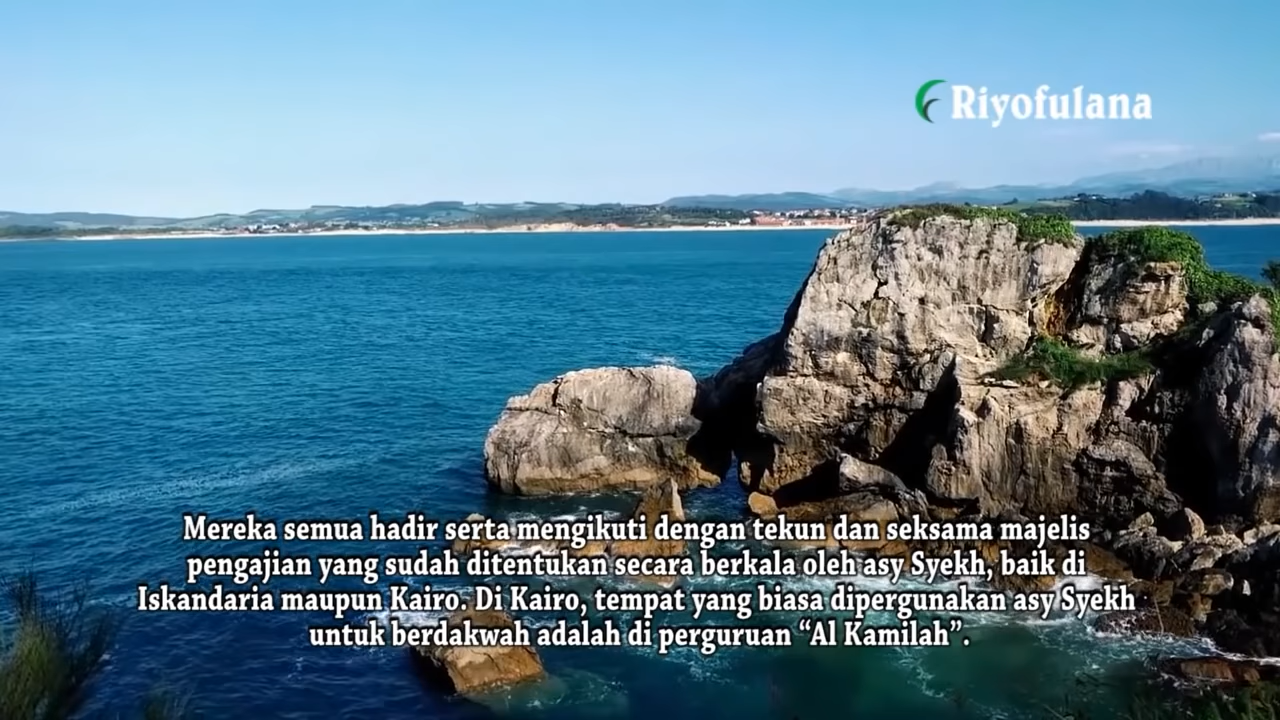 Riyofulana
Mereka semua hadir serta mengikuti dengan tekun dan seksama majelis
pengajian yang sudah ditentukan secara berkala oleh asy Syekh, baik di
Iskandaria maupun Kairo. Di Kairo, tempat yang biasa dipergunakan asy Syekh
untuk berdakwah adalah di perguruan “Al Kamilah”.